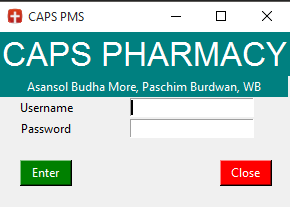 CAPS PMS
CAPS PHARMACY
Asansol Budha More, Paschim Burdwan, WB
Username
Password
Enter Close